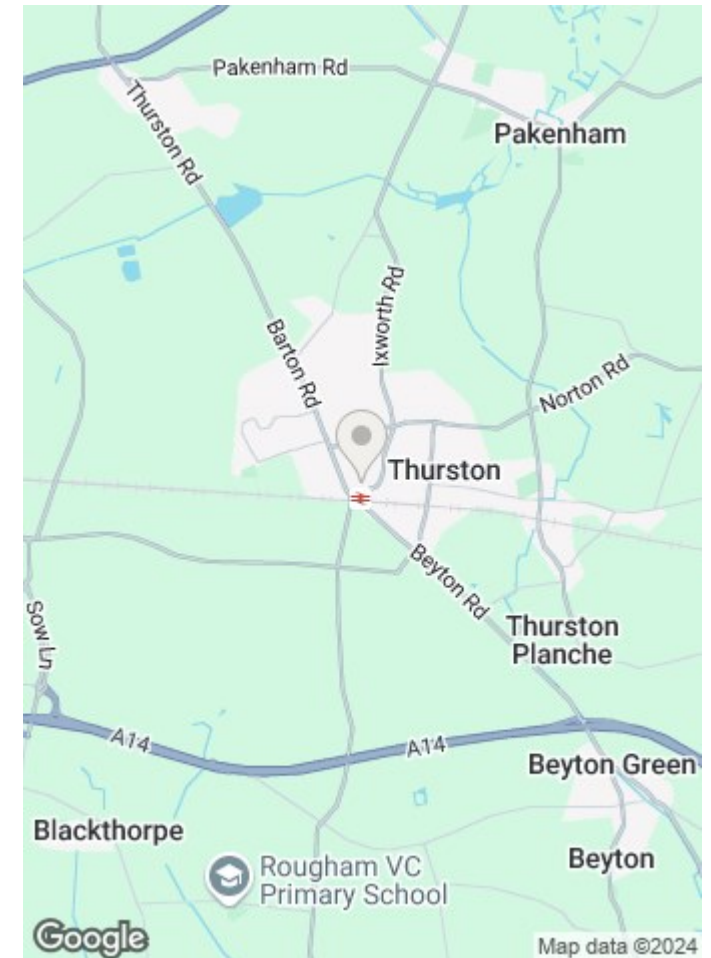 Pakenham Rd
Thurston Rd
Pakenham
Ixworth Rd
Barton Rd
Norton Rd
Thurston
Beyton Rd
Sow Ln
Thurston
Planche
A14
A14
Beyton Green
Blackthorpe
Beyton
Rougham VC
Primary School
Google
Map data ©2024